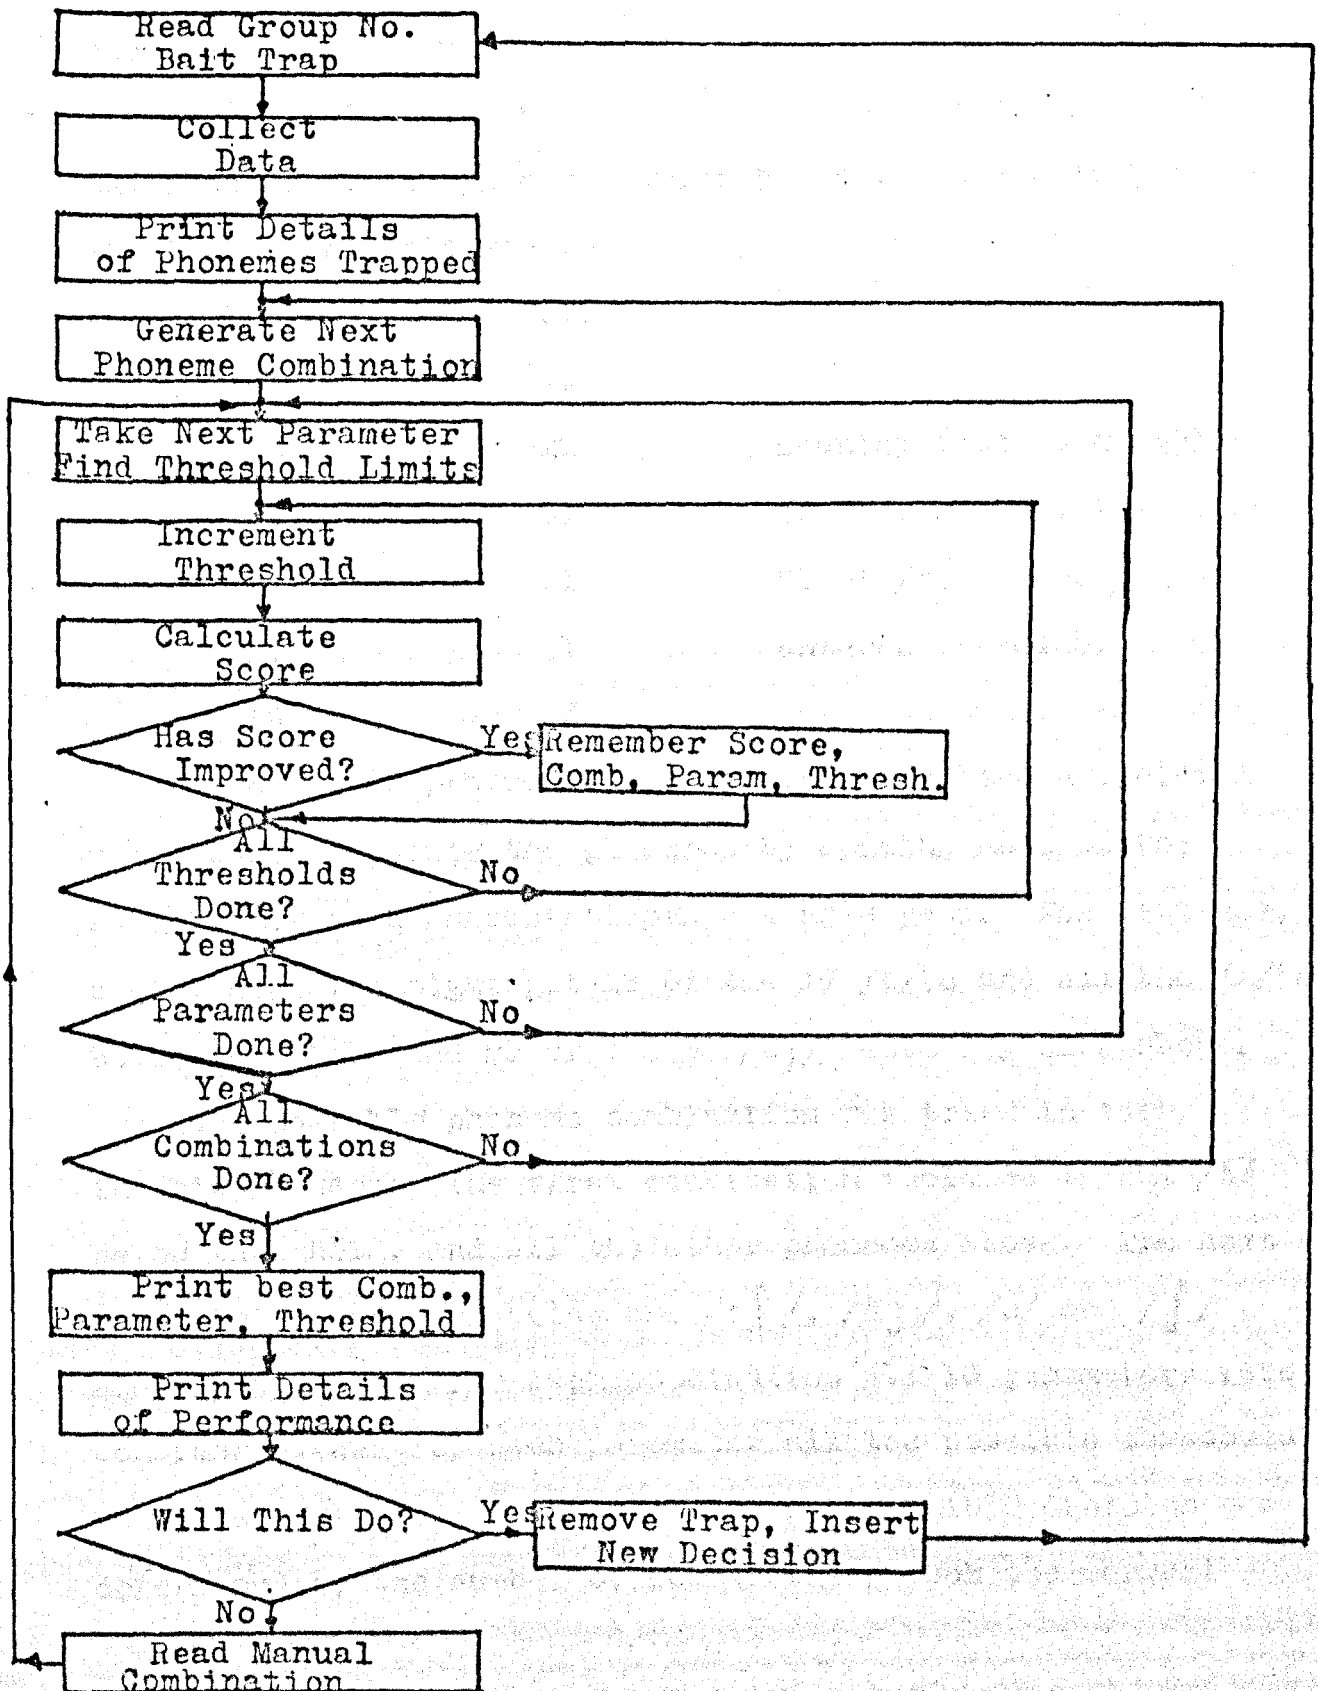 Read Group No.
Bait Trap
Collect
Data
Print Details
of Phonemes Trapped
Generate Next
Phoneme Combination
Take Next Parameter
Find Threshold Limits
Increment
Threshold
Calculate
Score
Has Score
Improved?
Yes
Remember Score,
Comb, Param, Thresh.
No
All
Thresholds
Done?
No
Yes
All
Parameters
Done?
No
Yes
All
Combinations
Done?
No
Yes
Print best Comb.,
Parameter, Threshold
Print Details
of Performance
Will This Do?
Yes
Remove Trap, Insert
New Decision
No
Read Manual
Combination